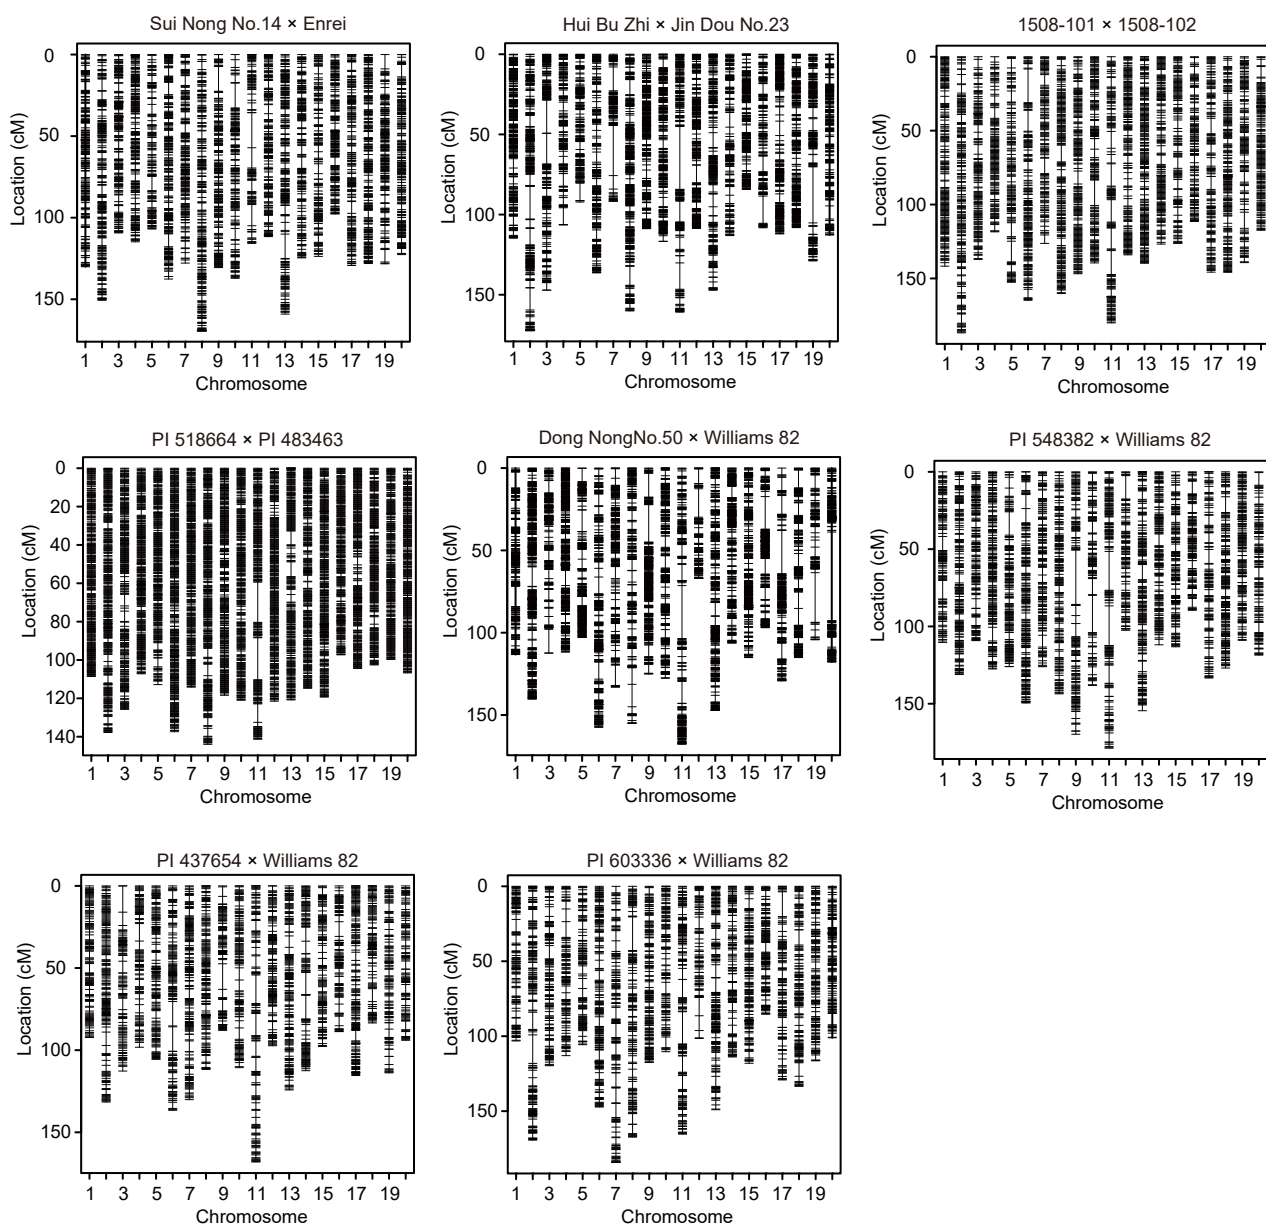 Sui Nong No.14 × Enrei
Hui Bu Zhi × Jin Dou No.23
1508-101 × 1508-102
Location (cM)
0
50
100
150
1 3 5 7 9 11 13 15 17 19
Chromosome
Location (cM)
0
50
100
150
1 3 5 7 9 11 13 15 17 19
Chromosome
Location (cM)
0
50
100
150
1 3 5 7 9 11 13 15 17 19
Chromosome
PI 518664 × PI 483463
Dong NongNo.50 × Williams 82
PI 548382 × Williams 82
Location (cM)
0
20
40
60
80
100
120
140
1 3 5 7 9 11 13 15 17 19
Chromosome
Location (cM)
0
50
100
150
1 3 5 7 9 11 13 15 17 19
Chromosome
Location (cM)
0
50
100
150
1 3 5 7 9 11 13 15 17 19
Chromosome
PI 437654 × Williams 82
PI 603336 × Williams 82
Location (cM)
0
50
100
150
1 3 5 7 9 11 13 15 17 19
Chromosome
Location (cM)
0
50
100
150
1 3 5 7 9 11 13 15 17 19
Chromosome